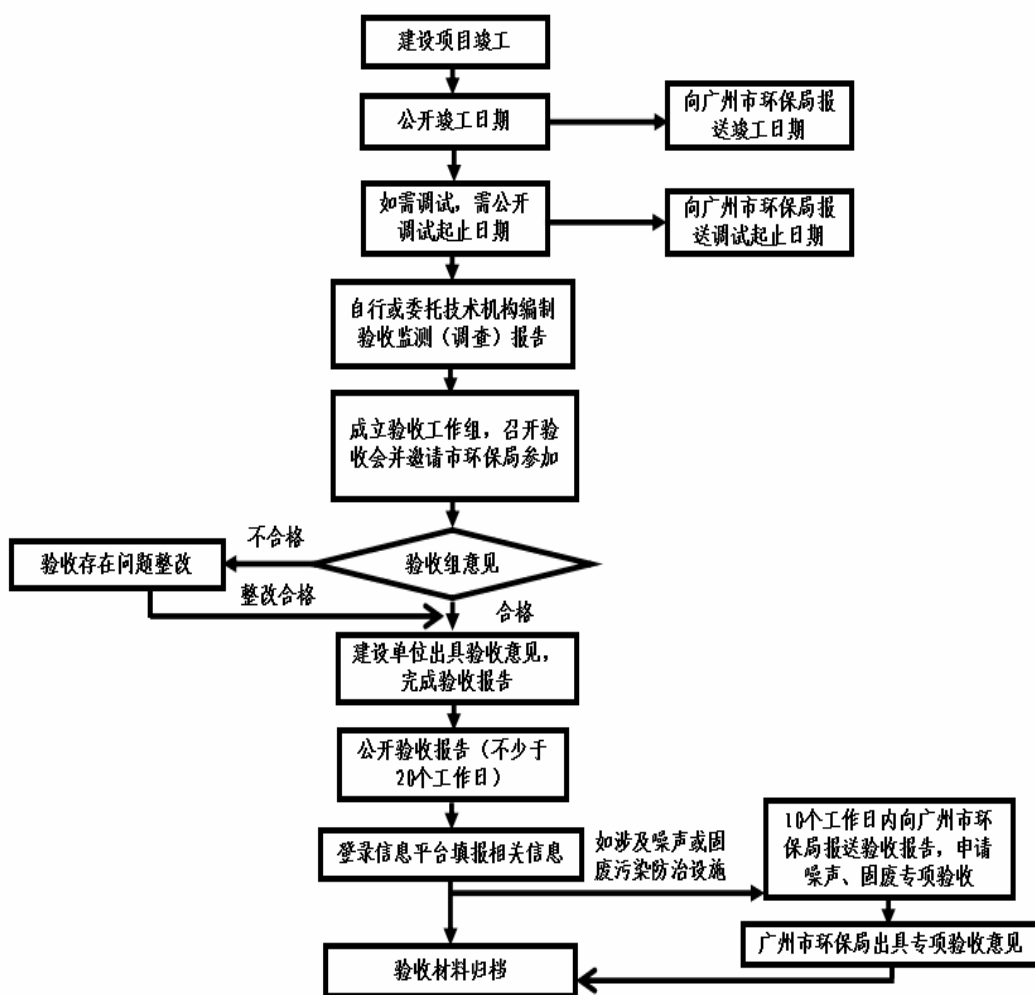 建设项目竣工
公开竣工日期
向广州市环保局报
送竣工日期
如需调试，需公开
调试起止日期
向广州市环保局报
送调试起止日期
自行或委托技术机构编制
验收监测（调查）报告
成立验收工作组，召开验
收会并邀请市环保局参加
不合格
验收组意见
验收存在问题整改
整改合格
合格
建设单位出具验收意见，
完成验收报告
公开验收报告（不少于
20个工作日）
登录信息平台填报相关信息
如涉及噪声或固
废污染防治设施
10个工作日内向广州市环
保局报送验收报告，申请
噪声、固废专项验收
广州市环保局出具专项验收意见
验收材料归档